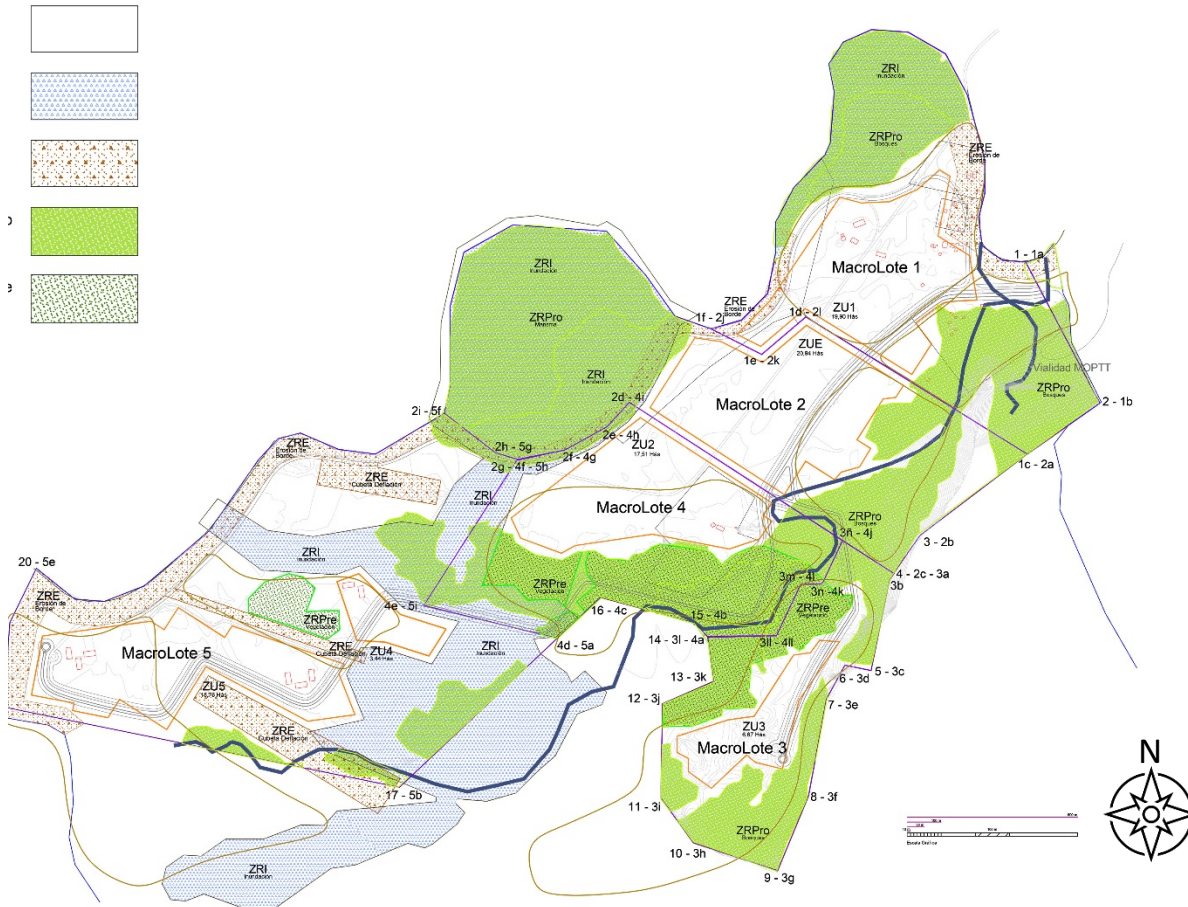 ZRI
Inundación
ZRPro
Bosques
ZRE
Erosión de
Borde
MacroLote 1
1 - 1a
ZRI
Inundación
ZRPro
Marisma
ZRI
Inundación
ZRE
Erosión de
Borde
1f - 2j
1d - 2l
ZU1
19,90 Hás
ZUE
20,84 Hás
1e - 2k
Vialidad MOPTT
ZRPro
Bosques
2 - 1b
2d - 4i
MacroLote 2
2i - 5f
2e - 4h
ZU2
17,51 Hás
2h - 5g
2f - 4g
2g - 4f - 5h
1c - 2a
ZRE
Erosión de
Borde
ZRE
Cubeta Deflación
ZRI
Inundación
MacroLote 4
ZRPro
Bosques
3ñ - 4j
3 - 2b
ZRI
Inundación
20 - 5e
ZRE
Erosión de
Borde
ZRPre
Vegetación
3m - 4l
4 - 2c - 3a
3b
3n - 4k
ZRPre
Vegetación
4e - 5i
16 - 4c
15 - 4b
ZRPre
Vegetación
14 - 3l - 4a
3ll - 4ll
4d - 5a
ZRI
Inundación
ZRE
Cubeta Deflación
ZU4
3,44 Hás
MacroLote 5
ZU5
18,70 Hás
13 - 3k
5 - 3c
6 - 3d
12 - 3j
7 - 3e
ZRE
Cubeta Deflación
ZU3
6,67 Hás
MacroLote 3
17 - 5b
11 - 3i
8 - 3f
ZRPro
Bosques
10 - 3h
9 - 3g
ZRI
Inundación
N
Escala Gráfica